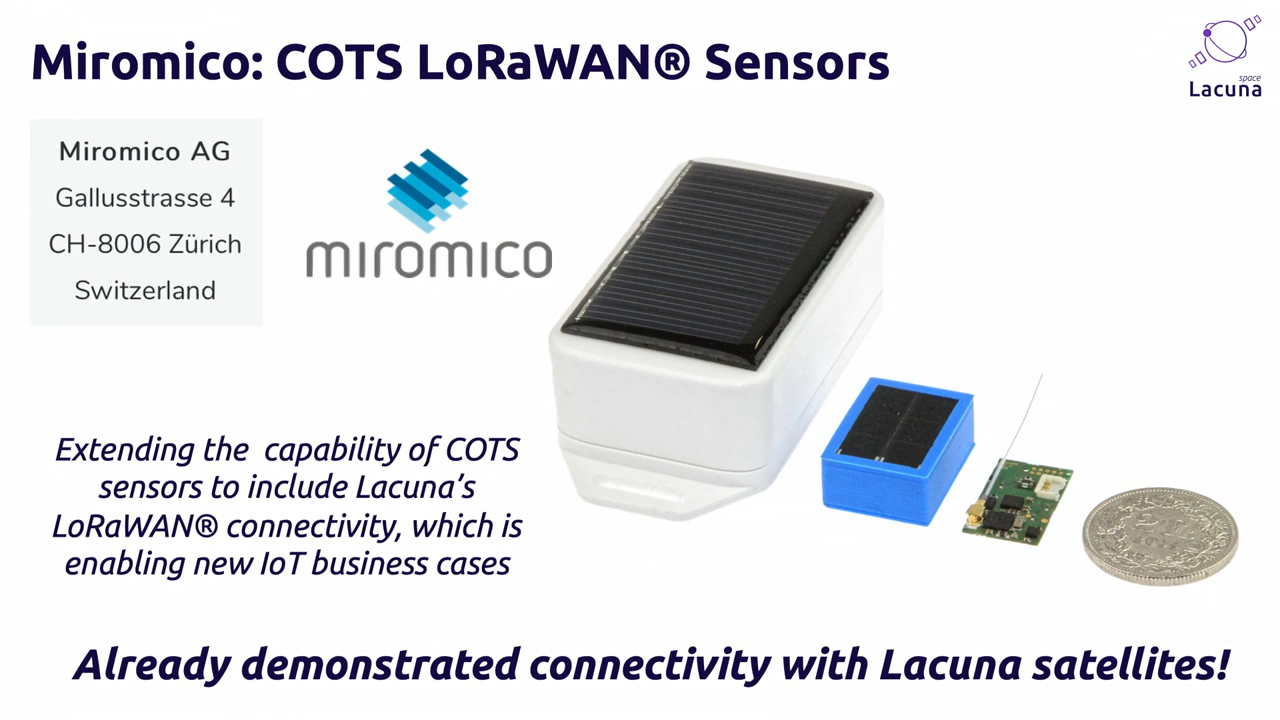 Miromico: COTS LoRaWAN® Sensors
space
Lacuna
Miromico AG
Gallusstrasse 4
CH-8006 Zürich
Switzerland
miromico
Extending the capability of COTS
sensors to include Lacuna's
LoRaWAN® connectivity, which is
enabling new IoT business cases
Already demonstrated connectivity with Lacuna satellites!